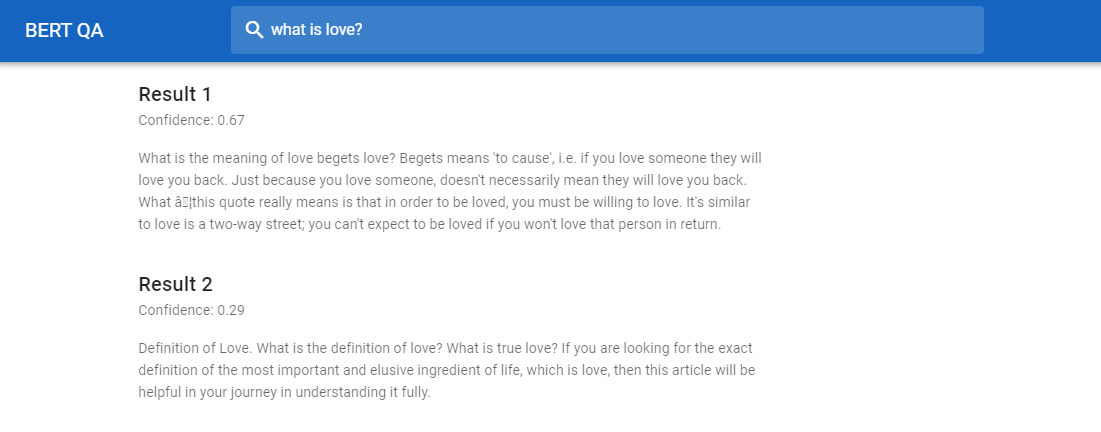 BERT QA
what is love?
Result 1
Confidence: 0.67
What is the meaning of love begets love? Begets means 'to cause', i.e. if you love someone they will
love you back. Just because you love someone, doesn't necessarily mean they will love you back.
What â¦this quote really means is that in order to be loved, you must be willing to love. It's similar
to love is a two-way street; you can't expect to be loved if you won't love that person in return.
Result 2
Confidence: 0.29
Definition of Love. What is the definition of love? What is true love? If you are looking for the exact
definition of the most important and elusive ingredient of life, which is love, then this article will be
helpful in your journey in understanding it fully.